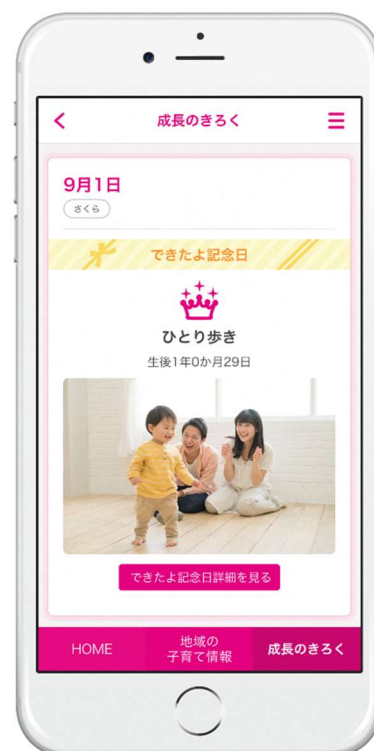 成長のきろく
9月1日
さくら
できたよ記念日
ひとり歩き
生後1年0か月29日
できたよ記念日詳細を見る
HOME
地域の
子育て情報
成長のきろく